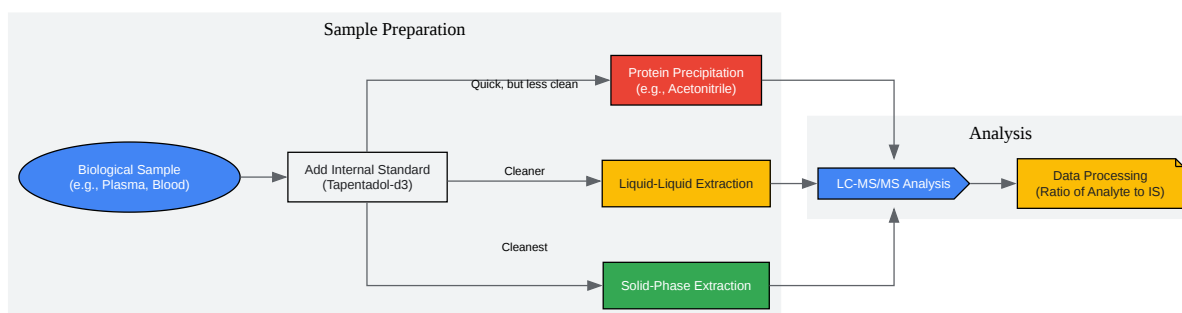 Sample Preparation
Biological Sample
(e.g., Plasma, Blood)
Add Internal Standard
(Tapentadol-d3)
Quick, but less clean
Protein Precipitation
(e.g., Acetonitrile)
Cleaner
Liquid-Liquid Extraction
Cleanest
Solid-Phase Extraction
Analysis
LC-MS/MS Analysis
Data Processing
(Ratio of Analyte to IS)